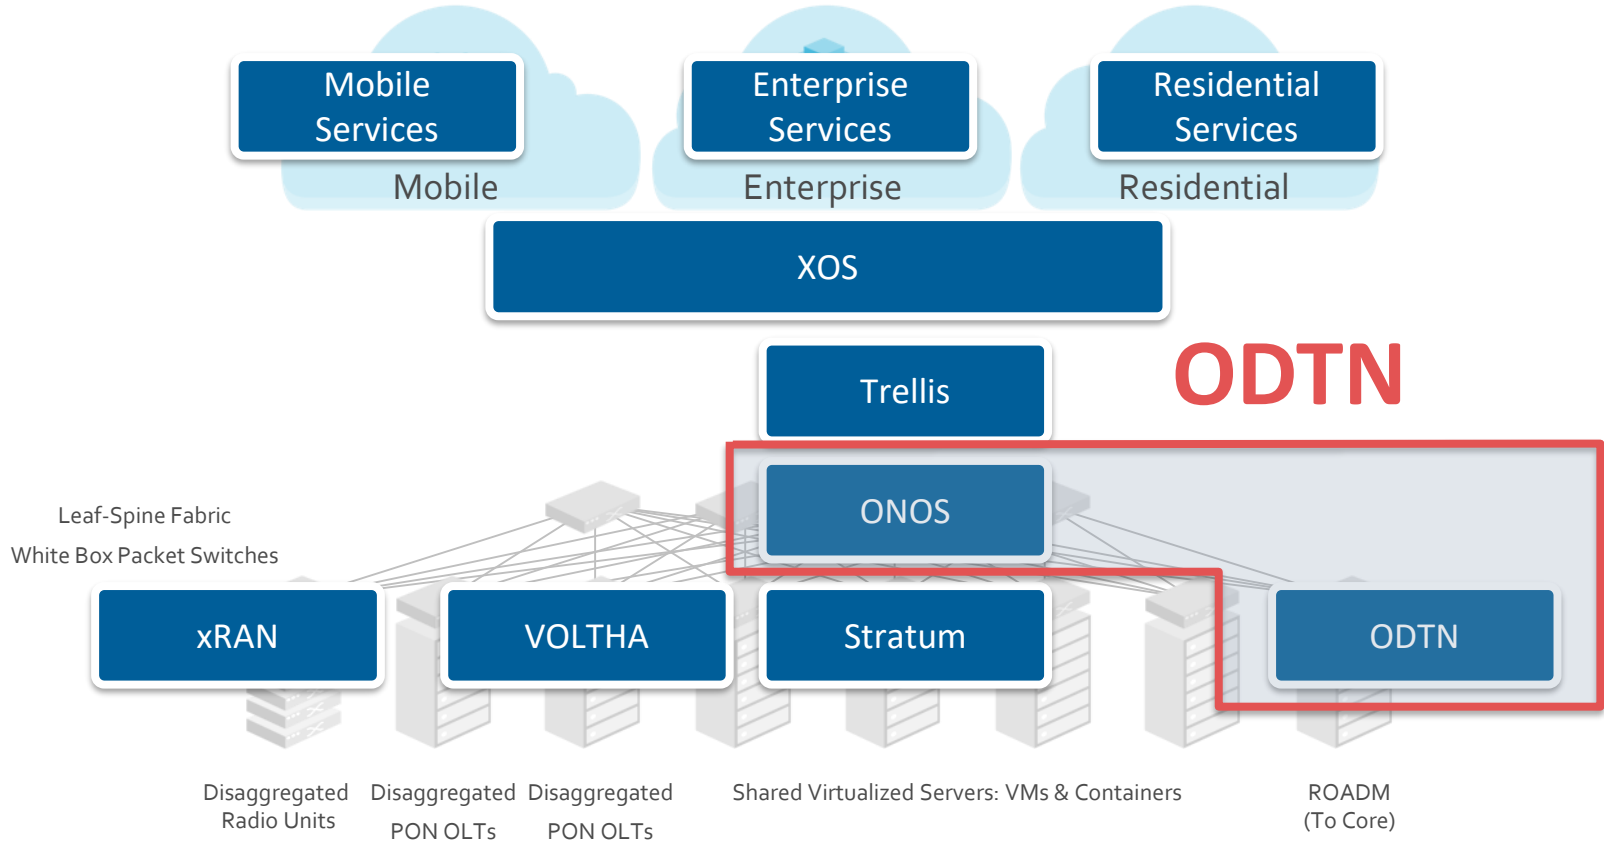 Mobile
Services
Enterprise
Services
Residential
Services
Mobile
Enterprise
Residential
XOS
ODTN
Trellis
ONOS
Leaf-Spine Fabric
White Box Packet Switches
xRAN
VOLTHA
Stratum
ODTN
Disaggregated
Radio Units
Disaggregated
PON OLTs
Disaggregated
PON OLTs
Shared Virtualized Servers: VMs & Containers
ROADM
(To Core)